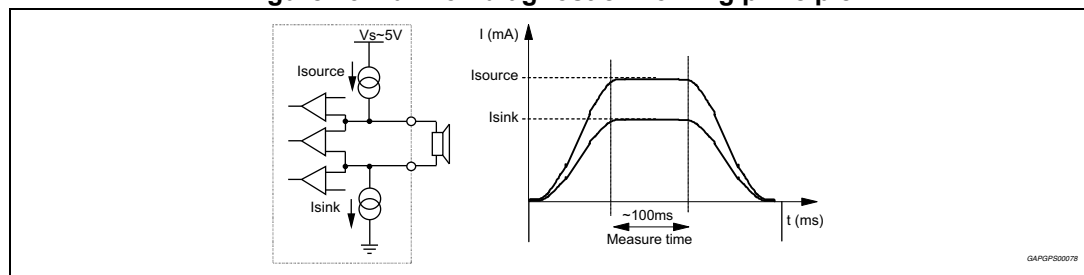 Vs~5V
Isource
Isink
I (mA)
Isource
Isink
~100ms
Measure time
t (ms)
GAPGPS00078